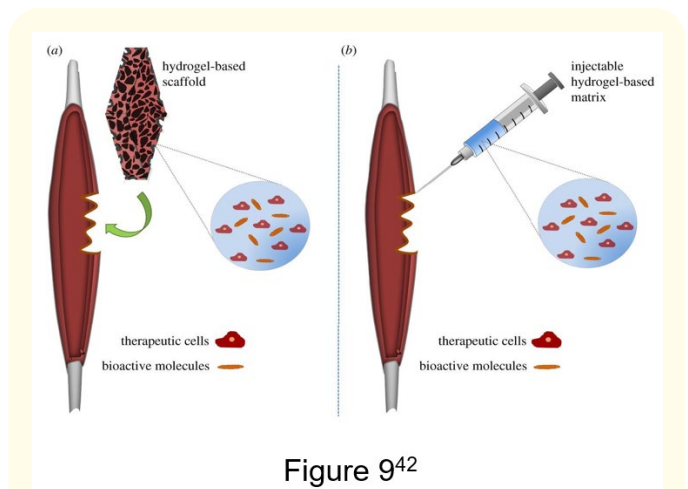 (a)
hydrogel-based
scaffold
therapeutic cells
bioactive molecules
(b)
injectable
hydrogel-based
matrix
therapeutic cells
bioactive molecules
Figure 9⁴²